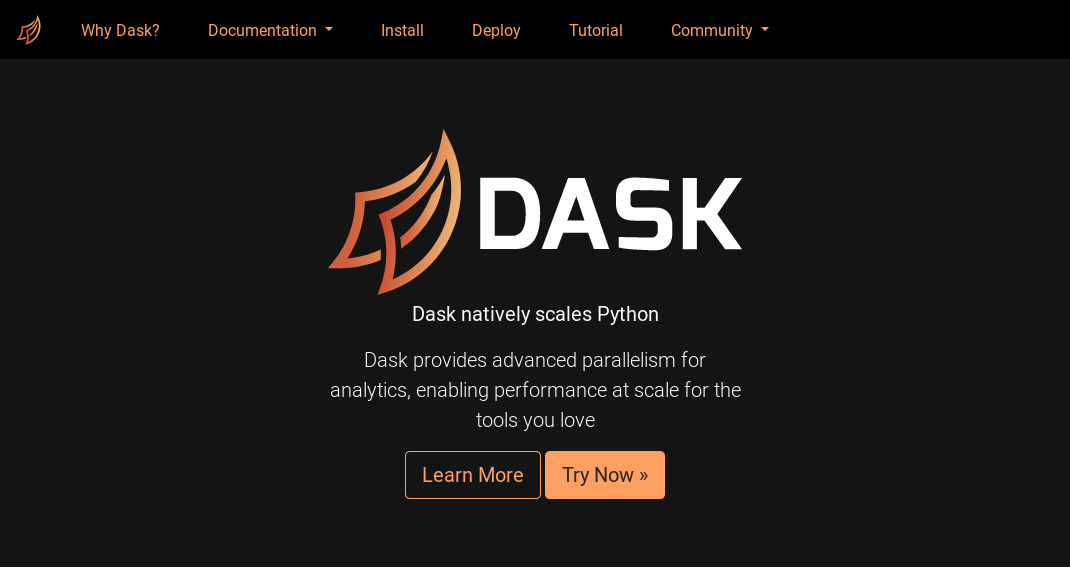 Why Dask?
Documentation
Install
Deploy
Tutorial
Community
DASK
Dask natively scales Python
Dask provides advanced parallelism for
analytics, enabling performance at scale for the
tools you love
Learn More
Try Now »